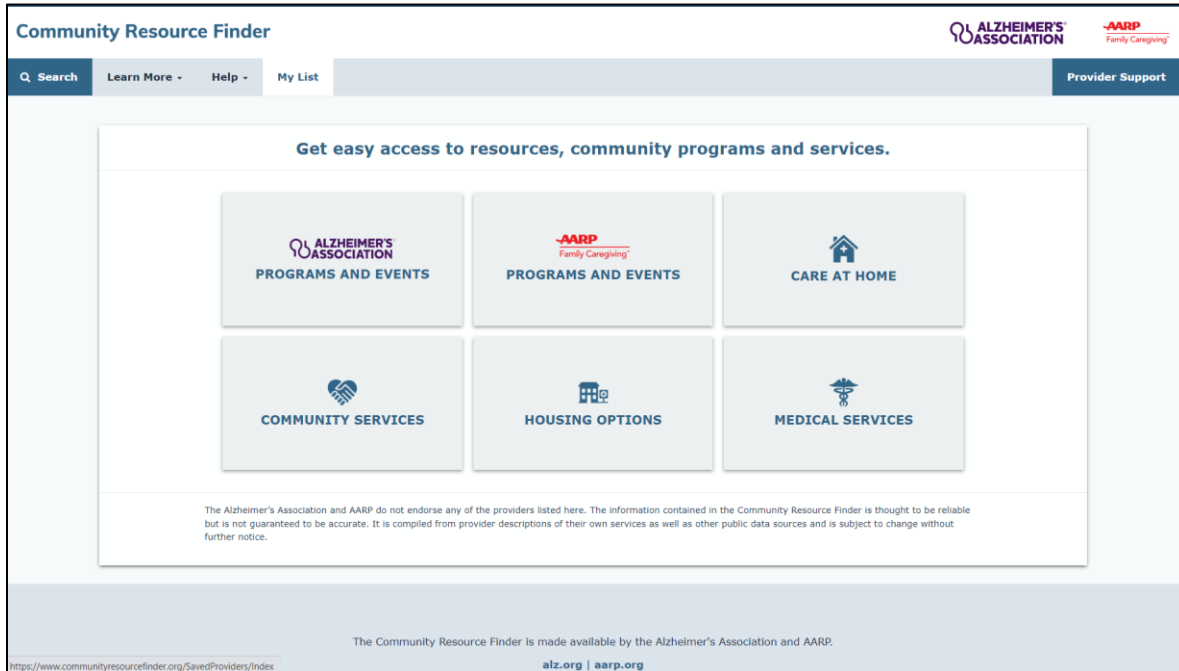 Community Resource Finder
ALZHEIMER'S ASSOCIATION
AARP
Family Caregiving
Search
Learn More
Help
My List
Provider Support
Get easy access to resources, community programs and services.
ALZHEIMER'S ASSOCIATION
PROGRAMS AND EVENTS
AARP
Family Caregiving
PROGRAMS AND EVENTS
CARE AT HOME
COMMUNITY SERVICES
HOUSING OPTIONS
MEDICAL SERVICES
The Alzheimer's Association and AARP do not endorse any of the providers listed here. The information contained in the Community Resource Finder is thought to be reliable
but is not guaranteed to be accurate. It is compiled from provider descriptions of their own services as well as other public data sources and is subject to change without
further notice.
The Community Resource Finder is made available by the Alzheimer's Association and AARP.
https://www.communityresourcefinder.org/SavedProviders/Index
alz.org | aarp.org